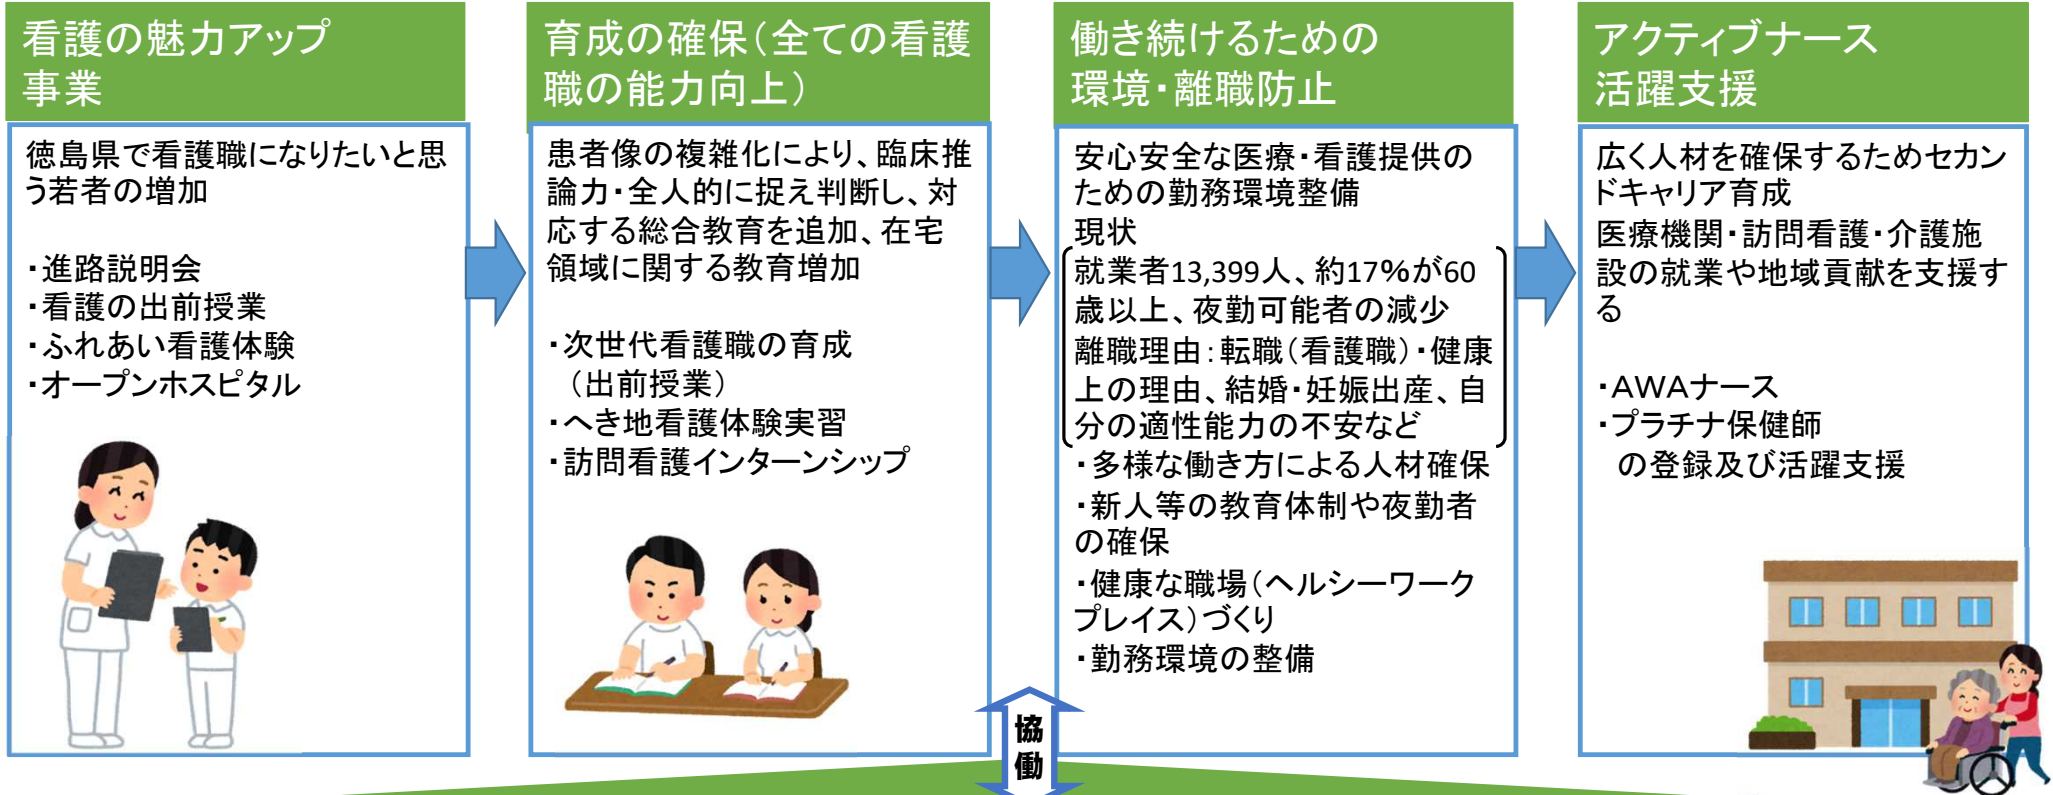 看護の魅力アップ
事業
徳島県で看護職になりたいと思
う若者の増加
・進路説明会
・看護の出前授業
・ふれあい看護体験
・オープンホスピタル
育成の確保(全ての看護
職の能力向上)
患者像の複雑化により、臨床推
論力・全人的に捉え判断し、対
応する総合教育を追加、在宅
領域に関する教育増加
・次世代看護職の育成
(出前授業)
・へき地看護体験実習
・訪問看護インターンシップ
働き続けるための
環境・離職防止
安心安全な医療・看護提供の
ための勤務環境整備
現状
就業者13,399人、約17%が60
歳以上、夜勤可能者の減少
離職理由:転職(看護職)・健康
上の理由、結婚・妊娠出産、自
分の適性能力の不安など
・多様な働き方による人材確保
・新人等の教育体制や夜勤者
の確保
・健康な職場(ヘルシーワーク
プレイス)づくり
・勤務環境の整備
アクティブナース
活躍支援
広く人材を確保するためセカン
ドキャリア育成
医療機関・訪問看護・介護施
設の就業や地域貢献を支援す
る
・AWAナース
・プラチナ保健師
の登録及び活躍支援
協
働